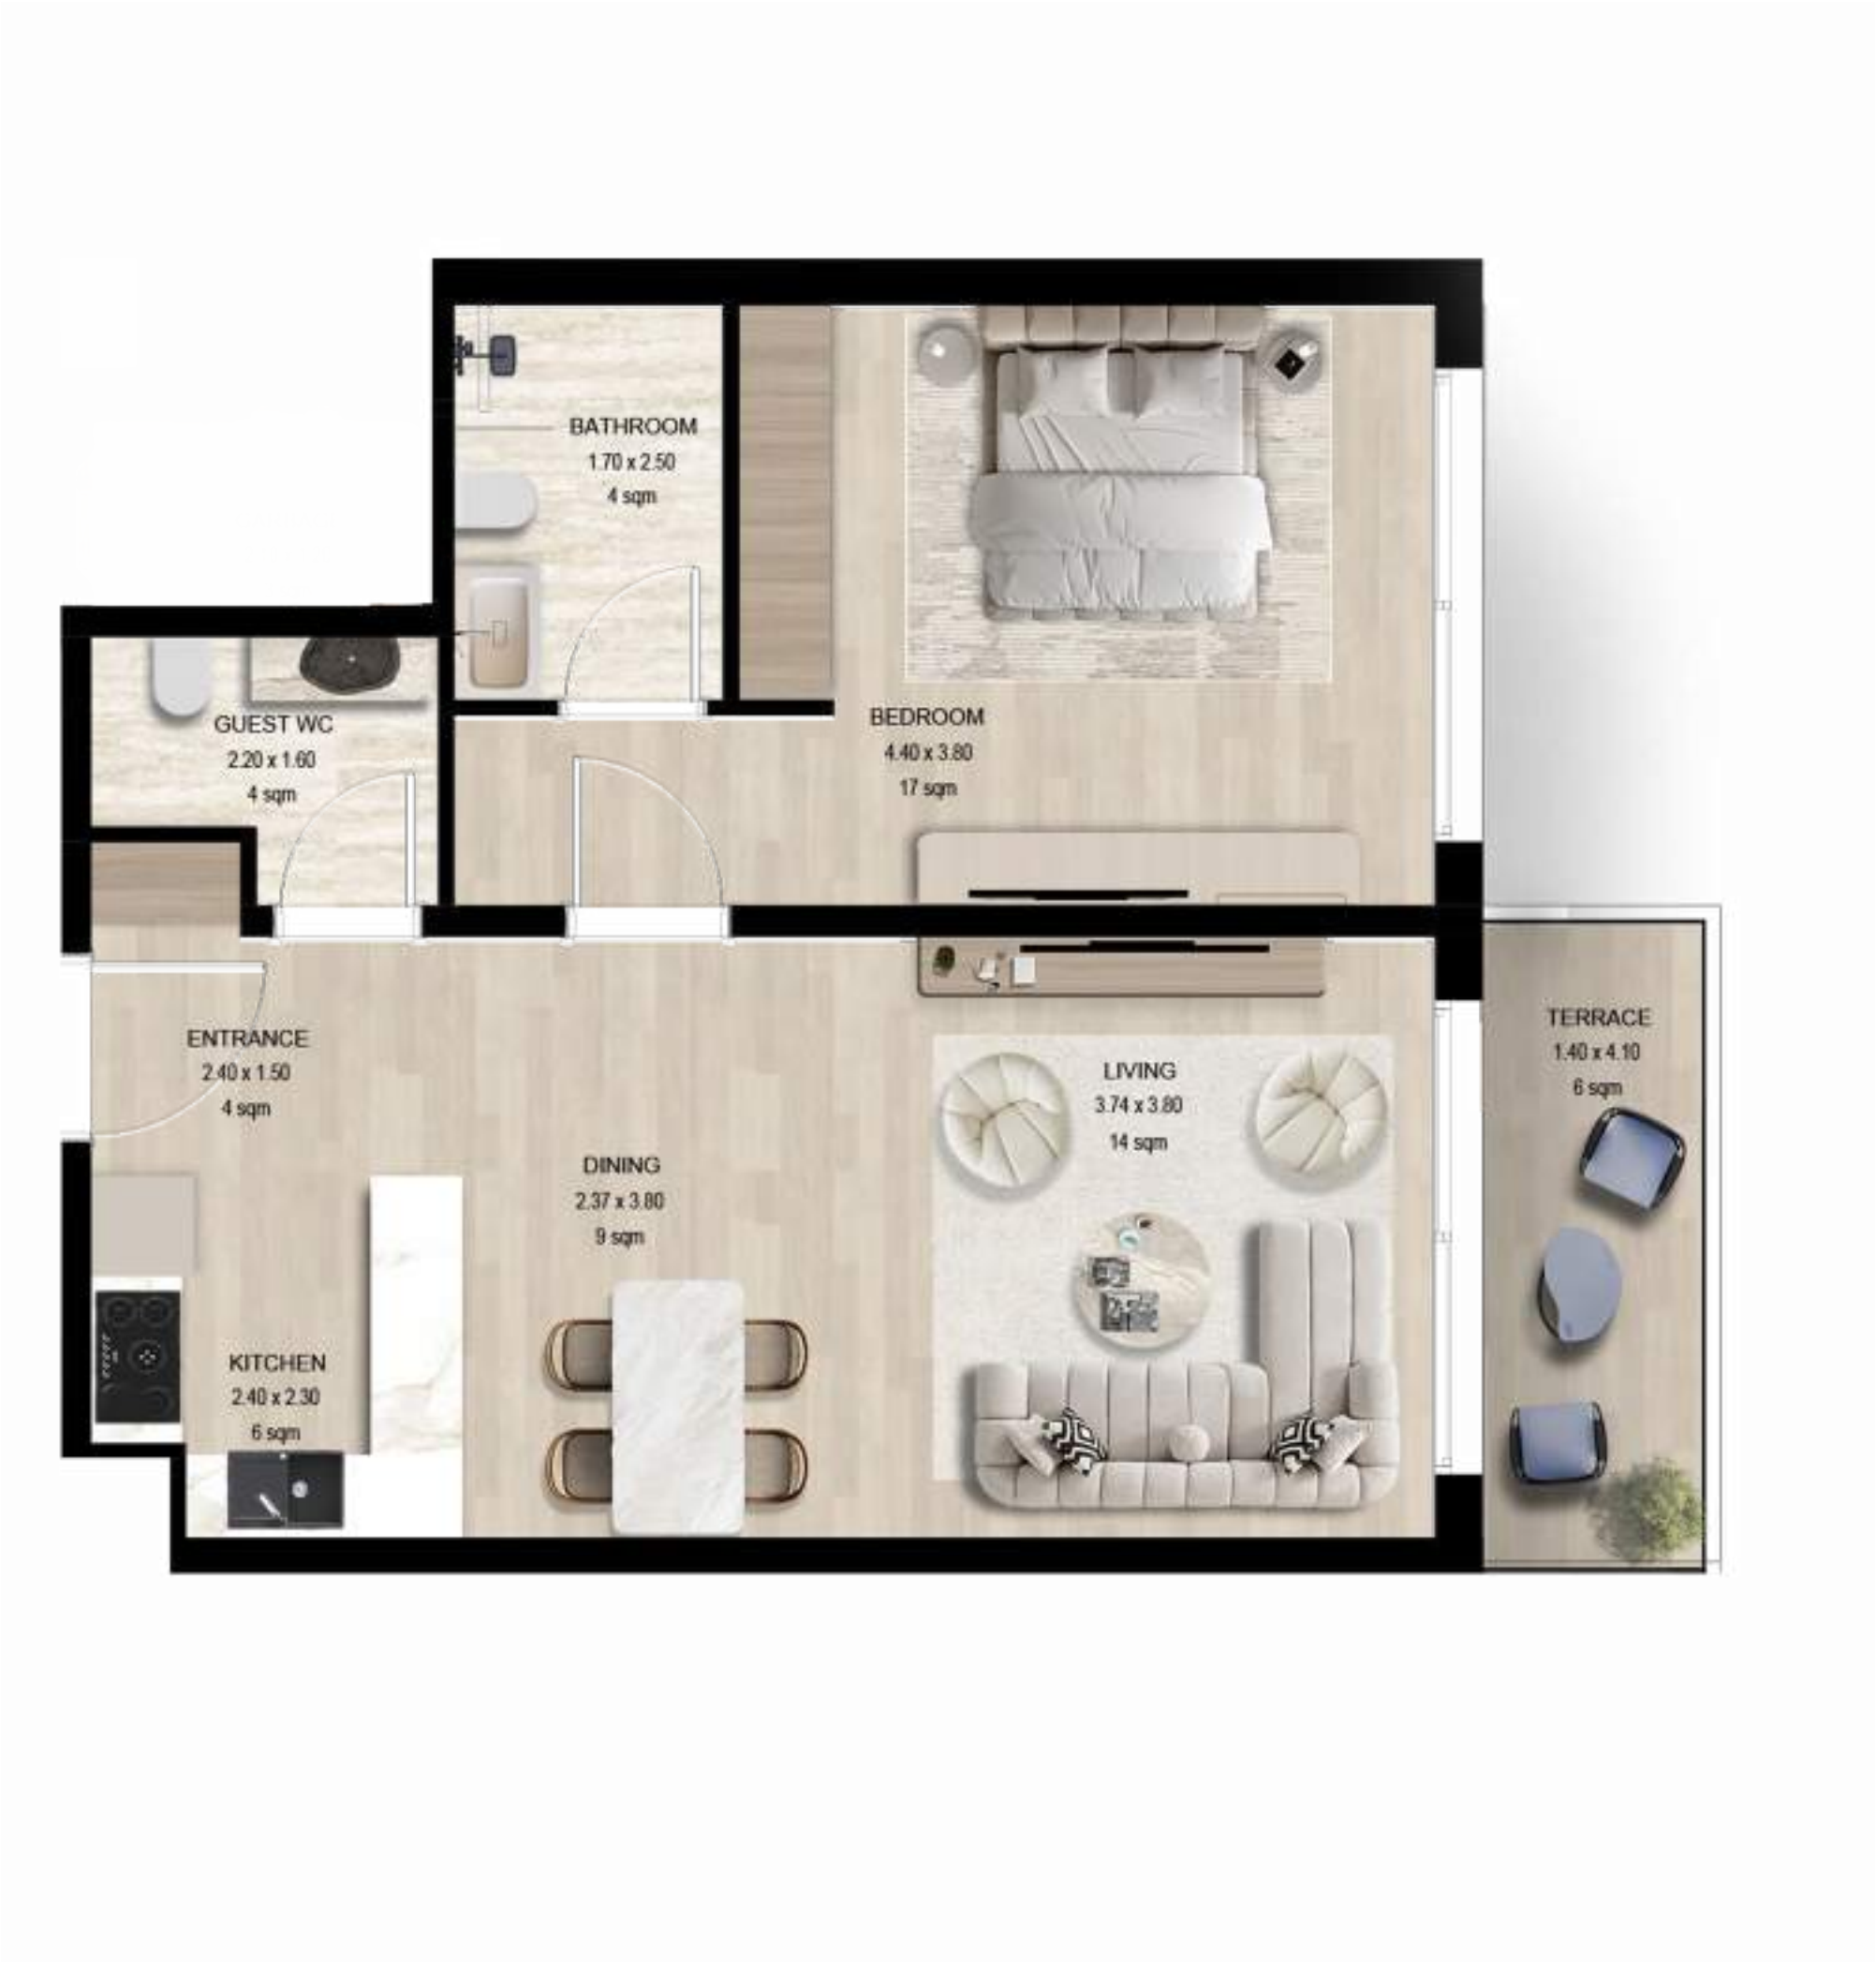 BATHROOM
1.70 x 2.50
4 sqm
GUEST WC
2.20 x 1.60
4 sqm
BEDROOM
4.40 x 3.80
17 sqm
ENTRANCE
2.40 x 1.50
4 sqm
LIVING
3.74 x 3.80
14 sqm
TERRACE
1.40 x 4.10
6 sqm
DINING
2.37 x 3.80
9 sqm
KITCHEN
2.40 x 2.30
6 sqm